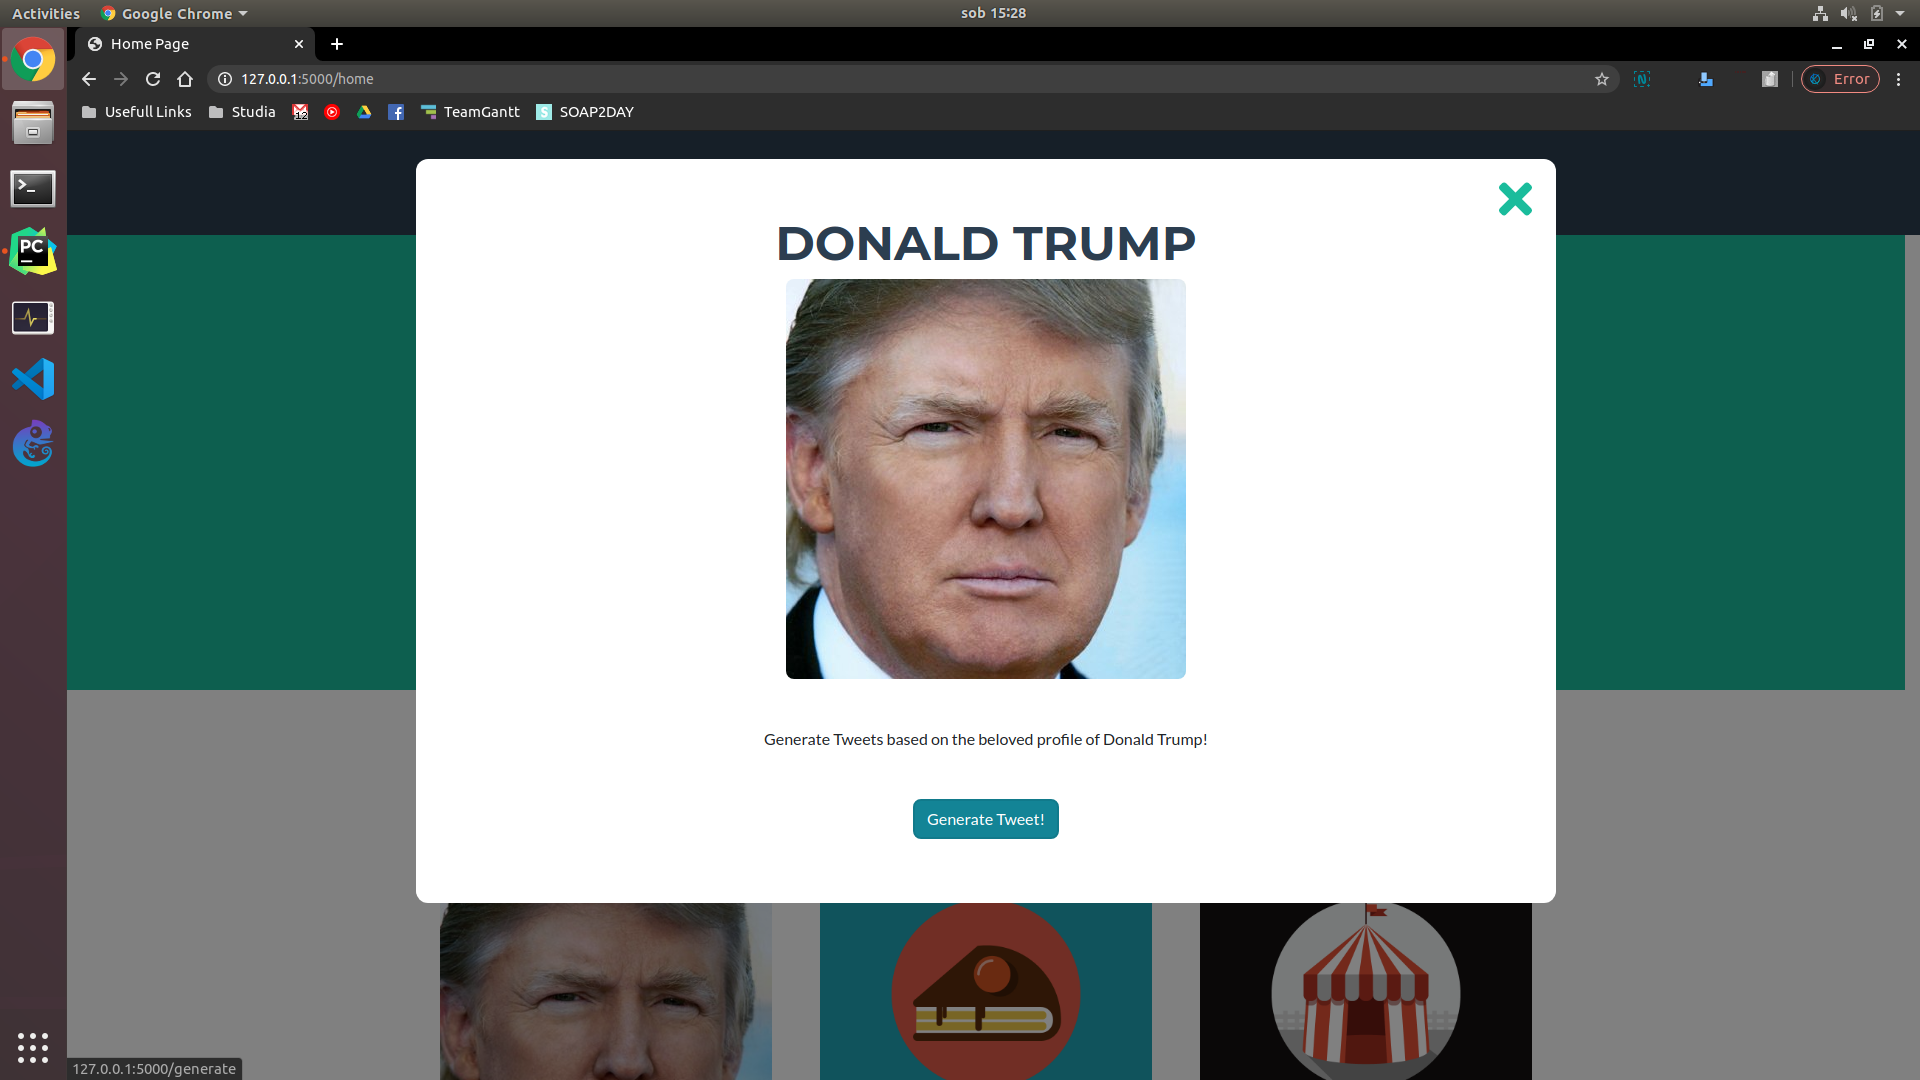 Activities Google Chrome sob 15:28
Home Page
127.0.0.1:5000/home Error
Usefull Links Studia 12 TeamGantt S SOAP2DAY
PC
DONALD TRUMP
Generate Tweets based on the beloved profile of Donald Trump!
Generate Tweet!
127.0.0.1:5000/generate